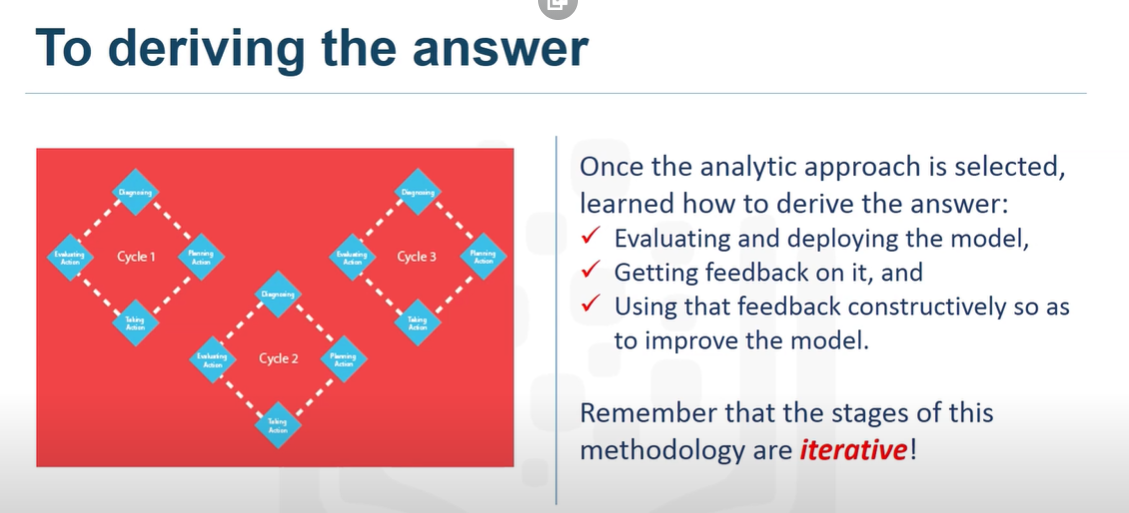 To deriving the answer
Diagnosing
Evaluating
Action
Cycle 1
Planning
Action
Taking
Action
Diagnosing
Evaluating
Action
Cycle 2
Planning
Action
Taking
Action
Diagnosing
Evaluating
Action
Cycle 3
Planning
Action
Taking
Action
Once the analytic approach is selected,
learned how to derive the answer:
✓ Evaluating and deploying the model,
✓ Getting feedback on it, and
✓ Using that feedback constructively so as
to improve the model.
Remember that the stages of this
methodology are iterative!